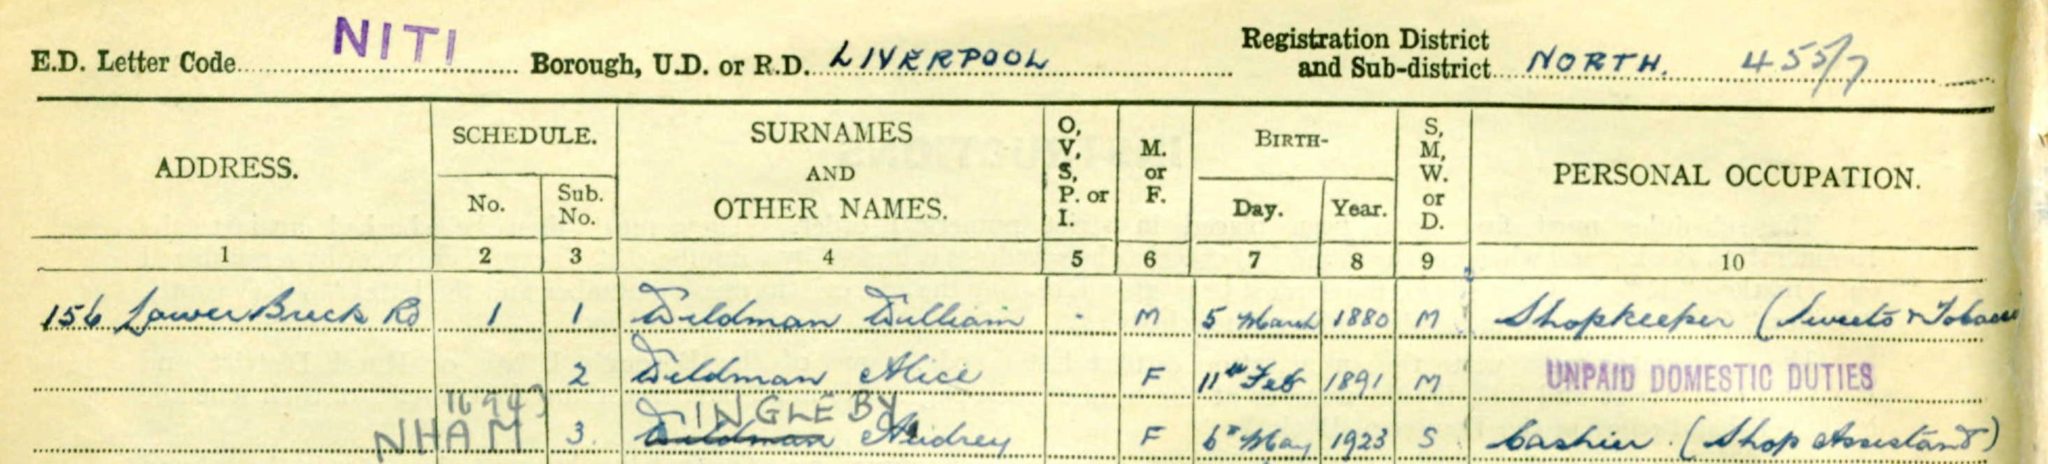 E.D. Letter Code NITI Borough, U.D. or R.D. LIVERPOOL Registration District and Sub-district NORTH. 455/7
ADDRESS. SCHEDULE. No. Sub. No. SURNAMES AND OTHER NAMES. O, V, S, P. or I. M. or F. BIRTH- Day. Year. S, M, W. or D. PERSONAL OCCUPATION.
1 2 3 4 5 6 7 8 9 10
156 Lower Breck Rd 1 1 Wildman William - M 5 March 1880 M Shopkeeper (Sweets & Tobacco
2 Wildman Alice F 11th Feb 1891 M UNPAID DOMESTIC DUTIES
INGLEBY
NHAM 3. Wildman Audrey F 6th May 1923 S Cashier (Shop Assistant)